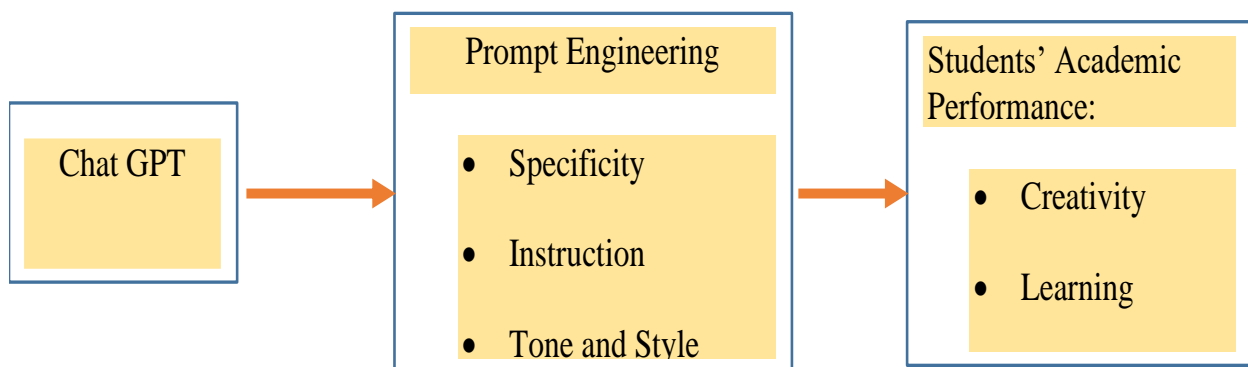 Chat GPT
Prompt Engineering
• Specificity
• Instruction
• Tone and Style
Students’ Academic
Performance:
• Creativity
• Learning